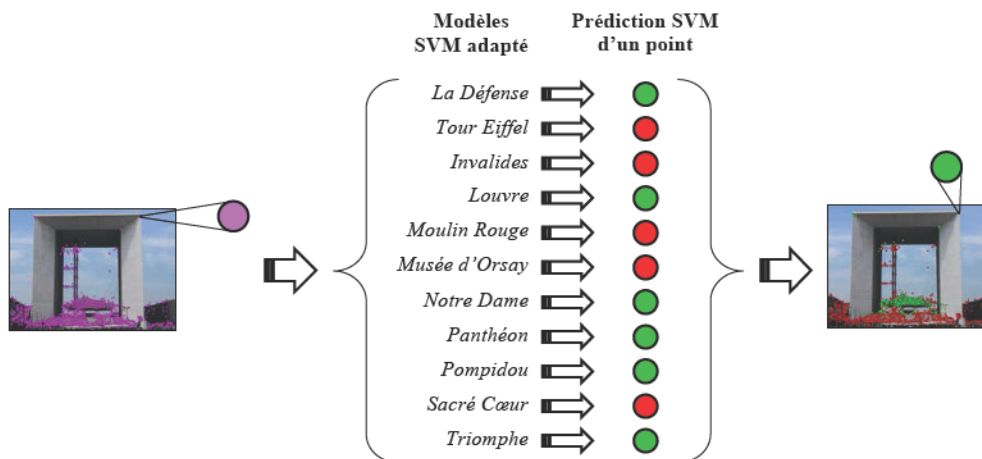 Modèles
SVM adapté
Prédiction SVM
d'un point
La Défense
Tour Eiffel
Invalides
Louvre
Moulin Rouge
Musée d'Orsay
Notre Dame
Panthéon
Pompidou
Sacré Cœur
Triomphe